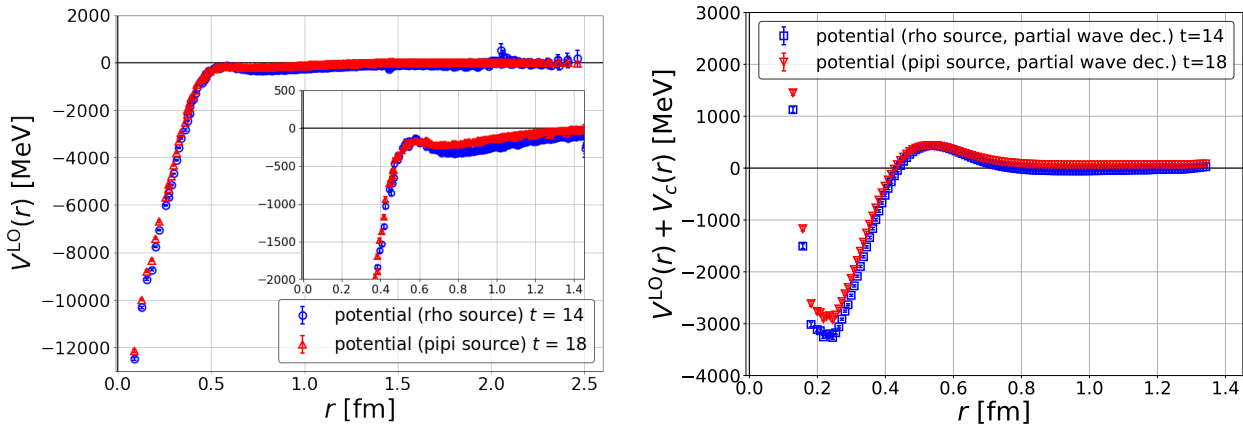 2000
0
−2000
−4000
−6000
−8000
−10000
−12000
V^LO(r) [MeV]
0.0 0.5 1.0 1.5 2.0 2.5
r [fm]
500
0
−500
−1000
−1500
−2000
0.0 0.2 0.4 0.6 0.8 1.0 1.2 1.4
potential (rho source) t = 14
potential (pipi source) t = 18
3000
2000
1000
0
−1000
−2000
−3000
−4000
V^LO(r) + V_c(r) [MeV]
0.0 0.2 0.4 0.6 0.8 1.0 1.2 1.4
r [fm]
potential (rho source, partial wave dec.) t=14
potential (pipi source, partial wave dec.) t=18